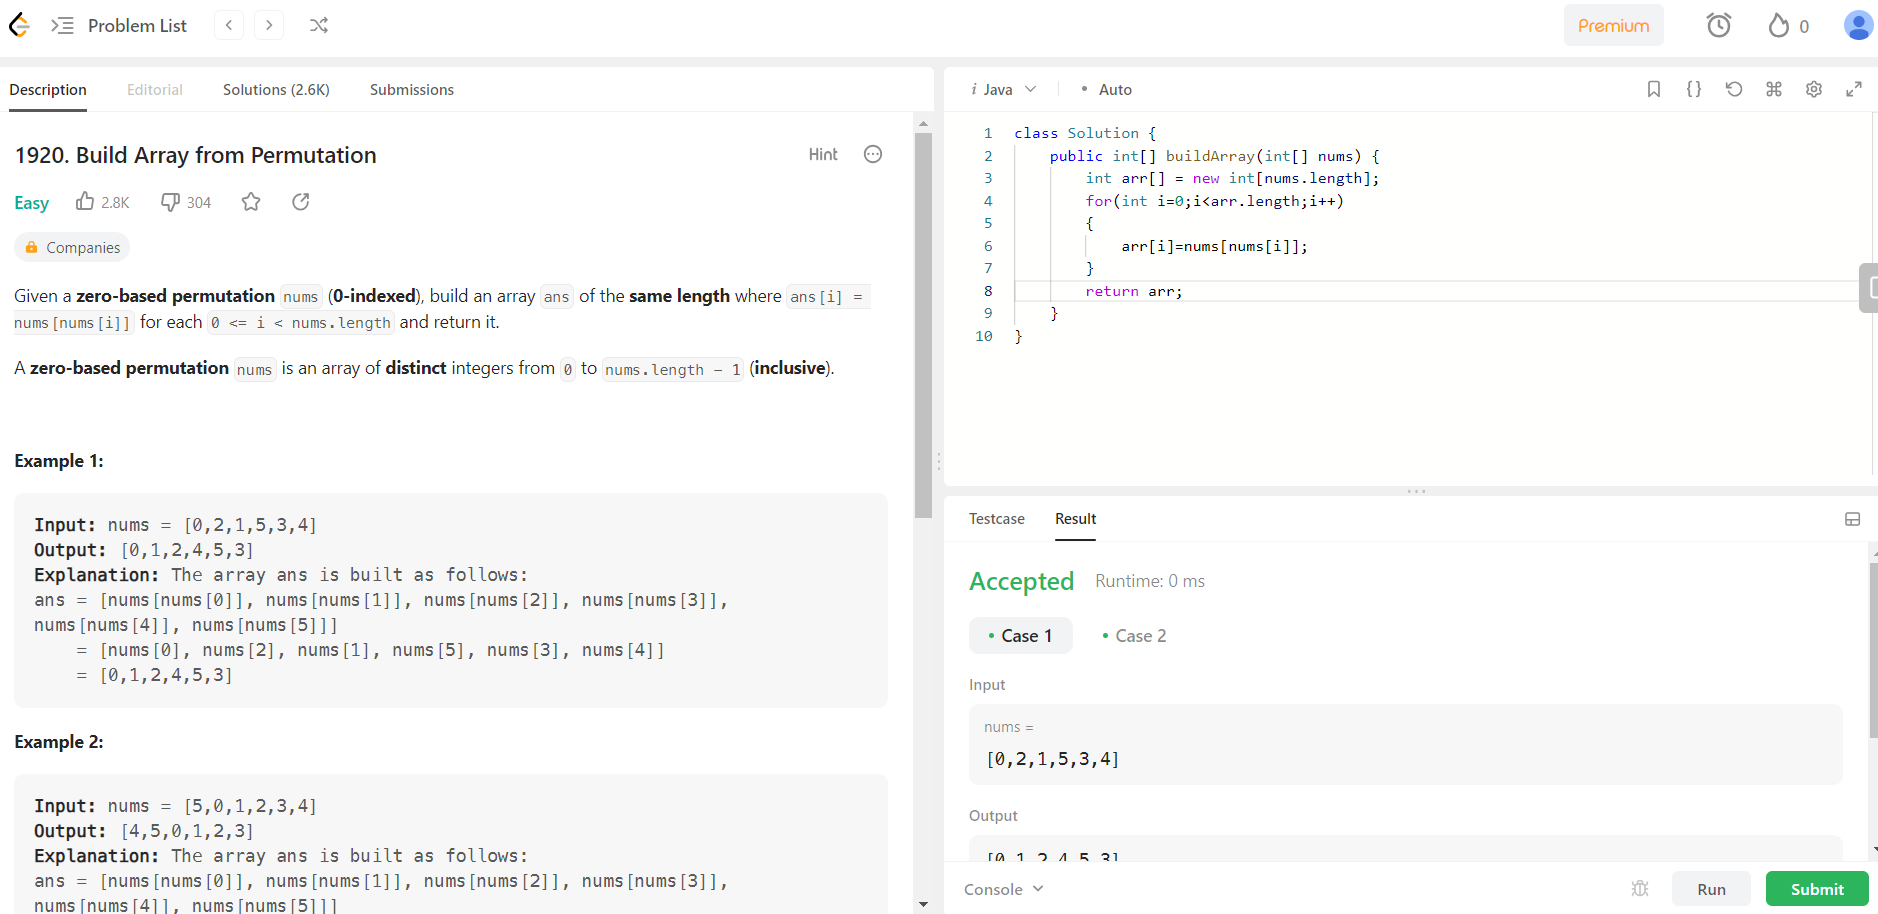 Problem List
Premium
0
Description Editorial Solutions (2.6K) Submissions
1920. Build Array from Permutation
Hint
Easy 2.8K 304
Companies
Given a zero-based permutation nums (0-indexed), build an array ans of the same length where ans[i] =
nums[nums[i]] for each 0 <= i < nums.length and return it.
A zero-based permutation nums is an array of distinct integers from 0 to nums.length - 1 (inclusive).
Example 1:
Input: nums = [0,2,1,5,3,4]
Output: [0,1,2,4,5,3]
Explanation: The array ans is built as follows:
ans = [nums[nums[0]], nums[nums[1]], nums[nums[2]], nums[nums[3]],
nums[nums[4]], nums[nums[5]]]
= [nums[0], nums[2], nums[1], nums[5], nums[3], nums[4]]
= [0,1,2,4,5,3]
Example 2:
Input: nums = [5,0,1,2,3,4]
Output: [4,5,0,1,2,3]
Explanation: The array ans is built as follows:
ans = [nums[nums[0]], nums[nums[1]], nums[nums[2]], nums[nums[3]],
nums[nums[4]], nums[nums[5]]]
i Java • Auto
1 class Solution {
2 public int[] buildArray(int[] nums) {
3 int arr[] = new int[nums.length];
4 for(int i=0;i<arr.length;i++)
5 {
6 arr[i]=nums[nums[i]];
7 }
8 return arr;
9 }
10 }
Testcase Result
Accepted Runtime: 0 ms
• Case 1 • Case 2
Input
nums =
[0,2,1,5,3,4]
Output
[0,1,2,4,5,3]
Console
Run
Submit